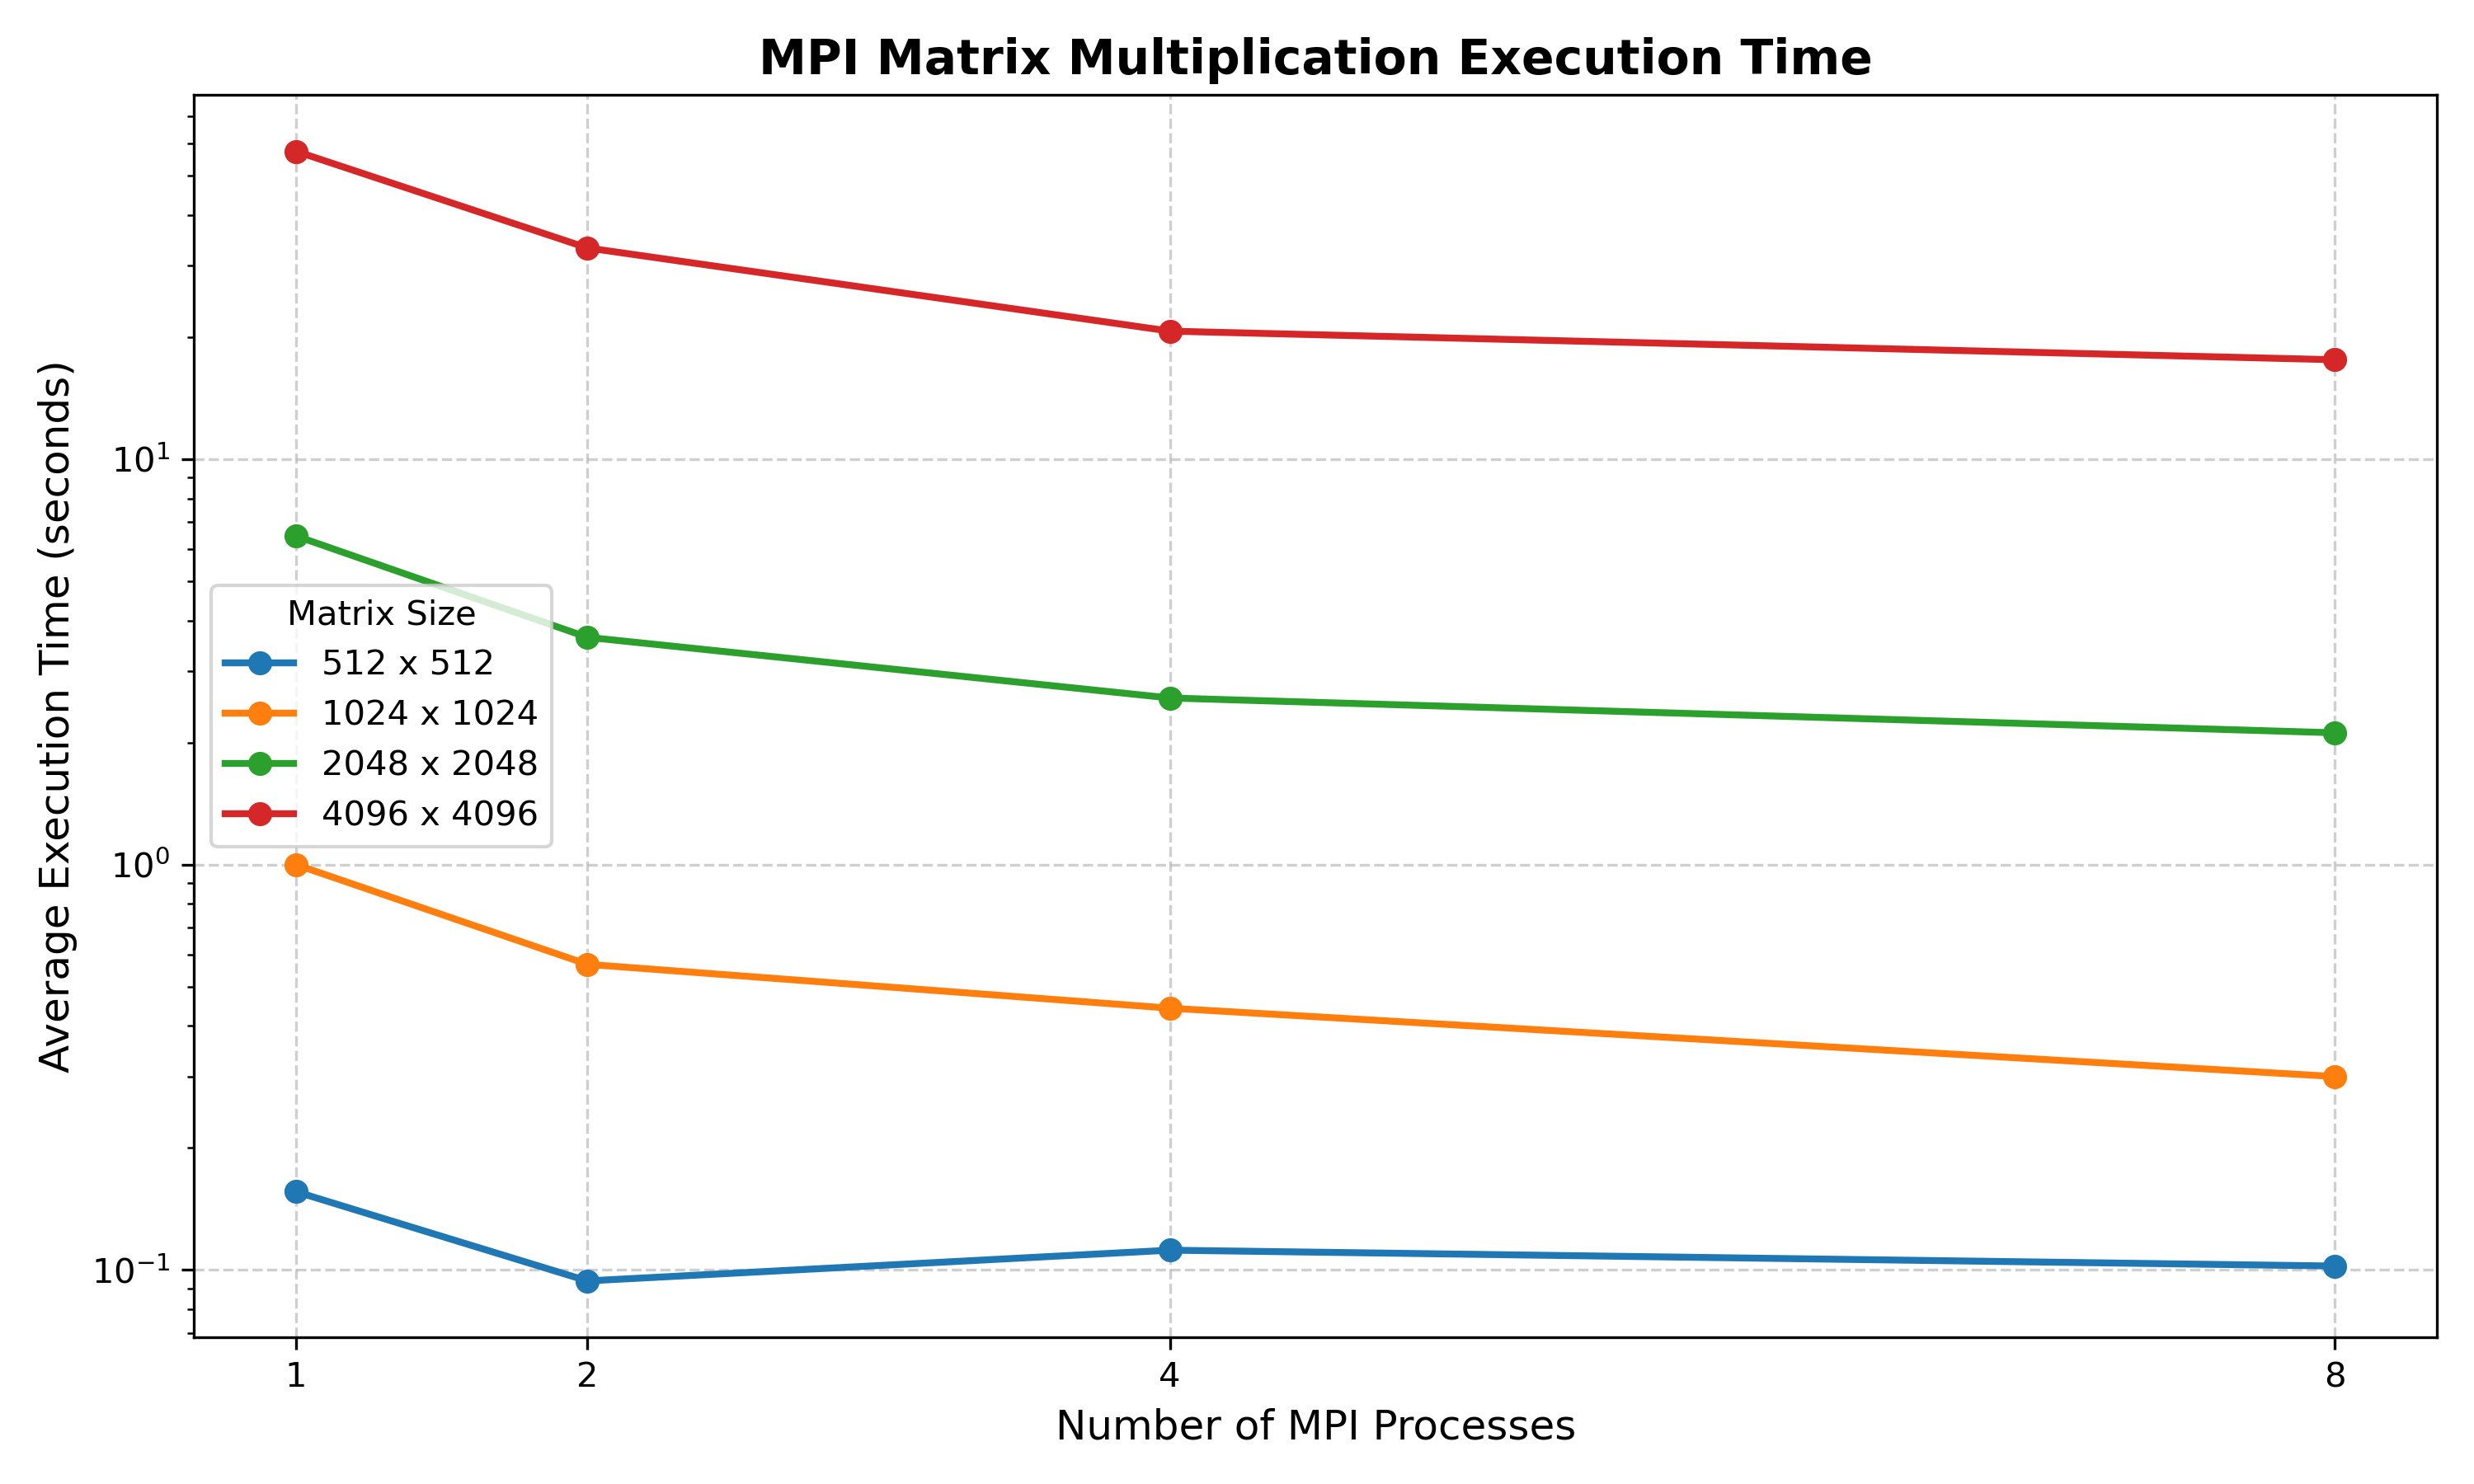 MPI Matrix Multiplication Execution Time
Average Execution Time (seconds)
10¹
10⁰
10⁻¹
Matrix Size
512 x 512
1024 x 1024
2048 x 2048
4096 x 4096
1 2 4 8
Number of MPI Processes